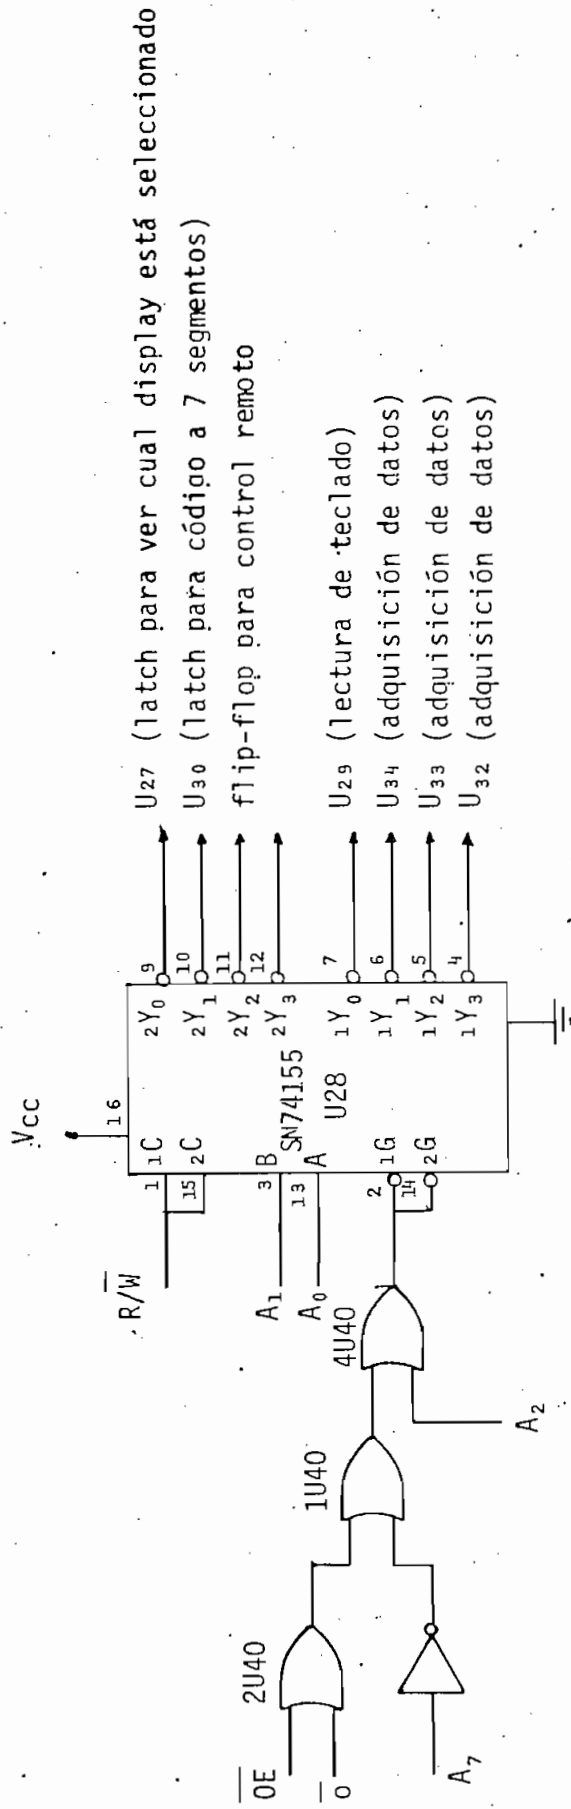 Vcc
16
R/W̅
1 1C
15 2C
A1
3 B
A0
13 A
SN74155
U28
2 1G
14 2G
9 2Y0
10 2Y1
11 2Y2
12 2Y3
7 1Y0
6 1Y1
5 1Y2
4 1Y3
U27 (latch para ver cual display está seleccionado
U30 (latch para código a 7 segmentos)
flip-flop para control remoto
U29 (lectura de teclado)
U34 (adquisición de datos)
U33 (adquisición de datos)
U32 (adquisición de datos)
4U40
1U40
2U40
A2
O̅E̅
0̅
A7